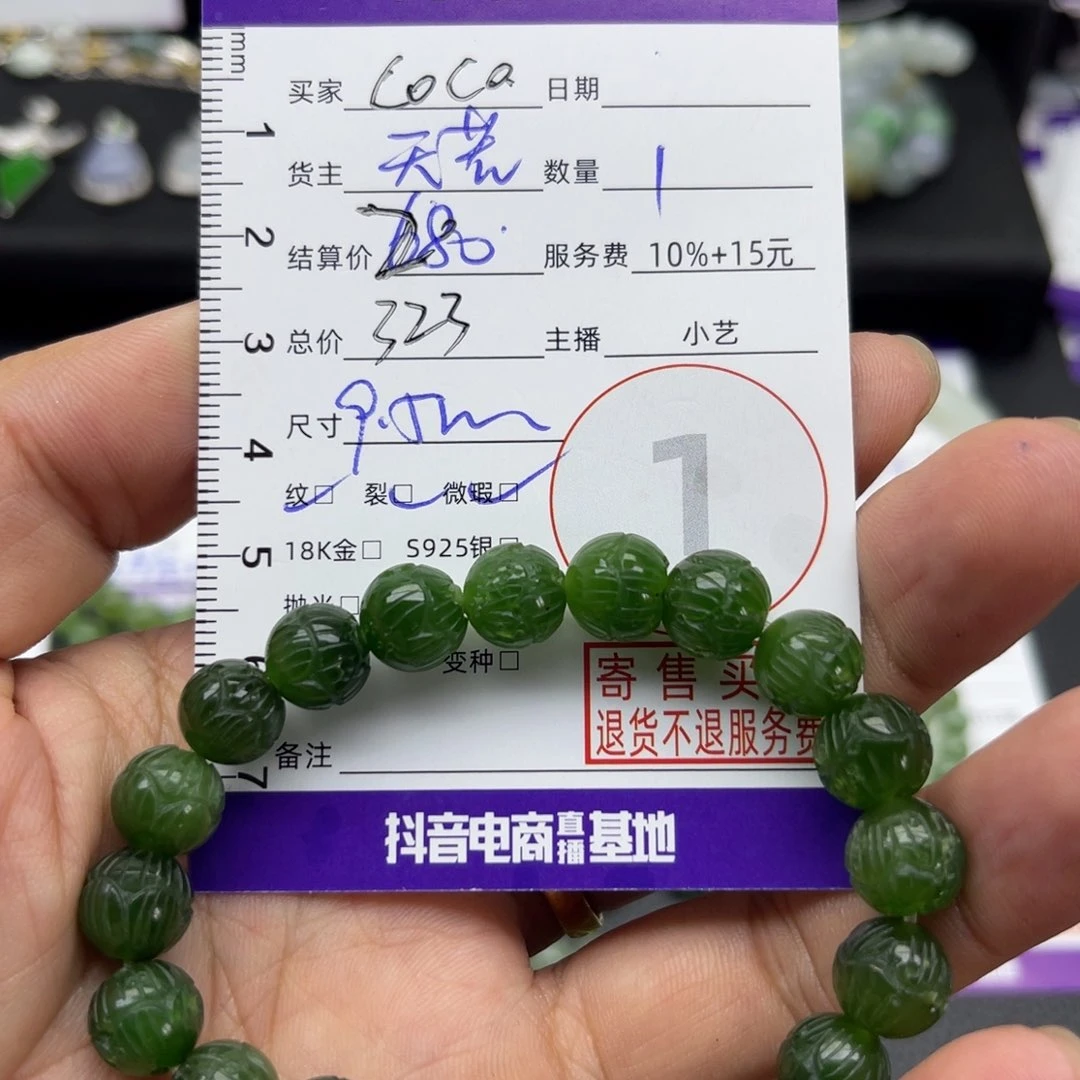 mm
买家 CoCa 日期
1
货主 天 数量 1
2
结算价 280 服务费 10%+15元
3
总价 323 主播 小艺
尺寸 9.5m
4
纹□ 裂□ 微瑕□
1
5
18K金□ S925银□
抛光□
6
变种□
寄售买
退货不退服务费
7
备注
抖音电商直播基地